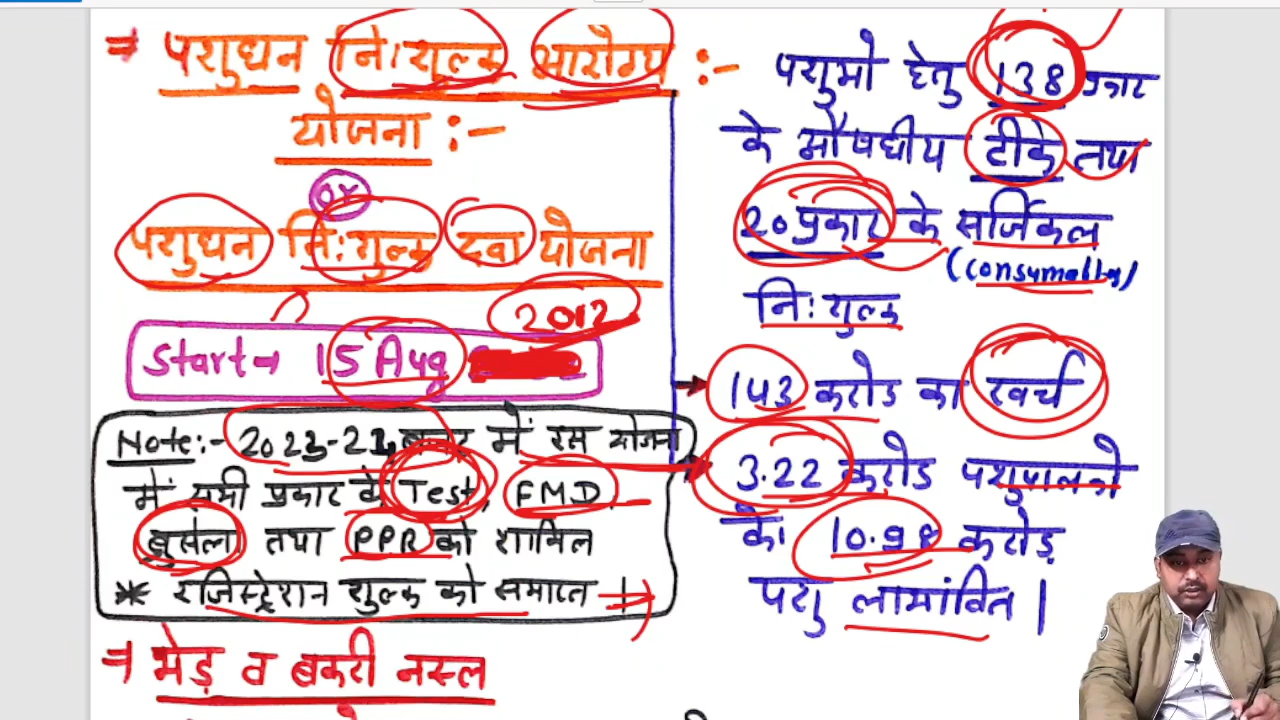 ⇒ पशुधन निःशुल्क आरोग्य :-
योजना :-
or
पशुधन निःशुल्क दवा योजना
2012
Start → 15 Aug
Note:- 2023-24 बजट में इस योजना
में सभी प्रकार के Test, FMD,
ब्रुसेला तथा PPR को शामिल
* रजिस्ट्रेशन शुल्क को समाप्त
⇒ भेड़ व बकरी नस्ल
पशुओ हेतु 138 प्रकार
के औषधीय टीके तथा
20 प्रकार के सर्जिकल
निःशुल्क
→ 143 करोड का खर्च
→ 3.22 करोड पशुपालको
के 10.98 करोड़
पशु लाभांवित |